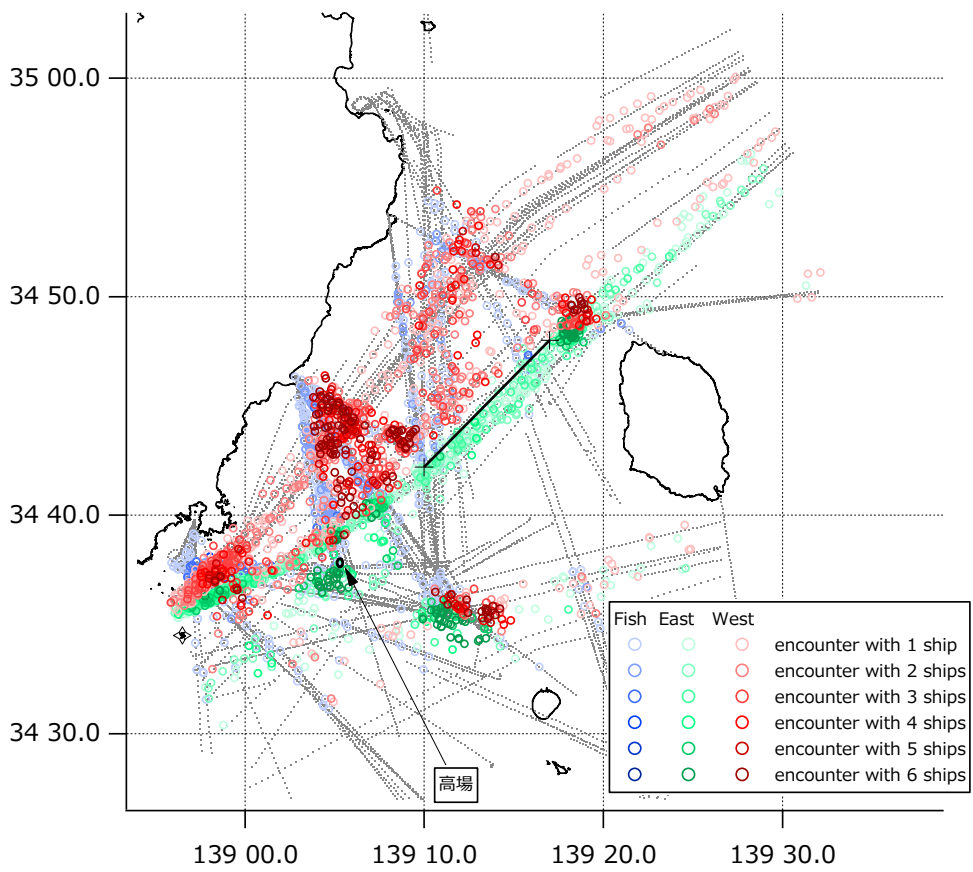 35 00.0
34 50.0
34 40.0
34 30.0
139 00.0
139 10.0
139 20.0
139 30.0
高場
Fish East West
encounter with 1 ship
encounter with 2 ships
encounter with 3 ships
encounter with 4 ships
encounter with 5 ships
encounter with 6 ships